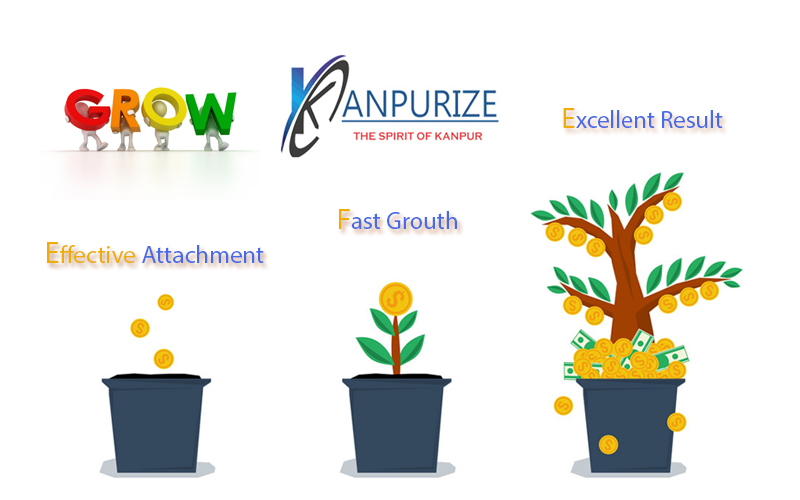 GROW
KANPURIZE
THE SPIRIT OF KANPUR
Excellent Result
Fast Grouth
Effective Attachment